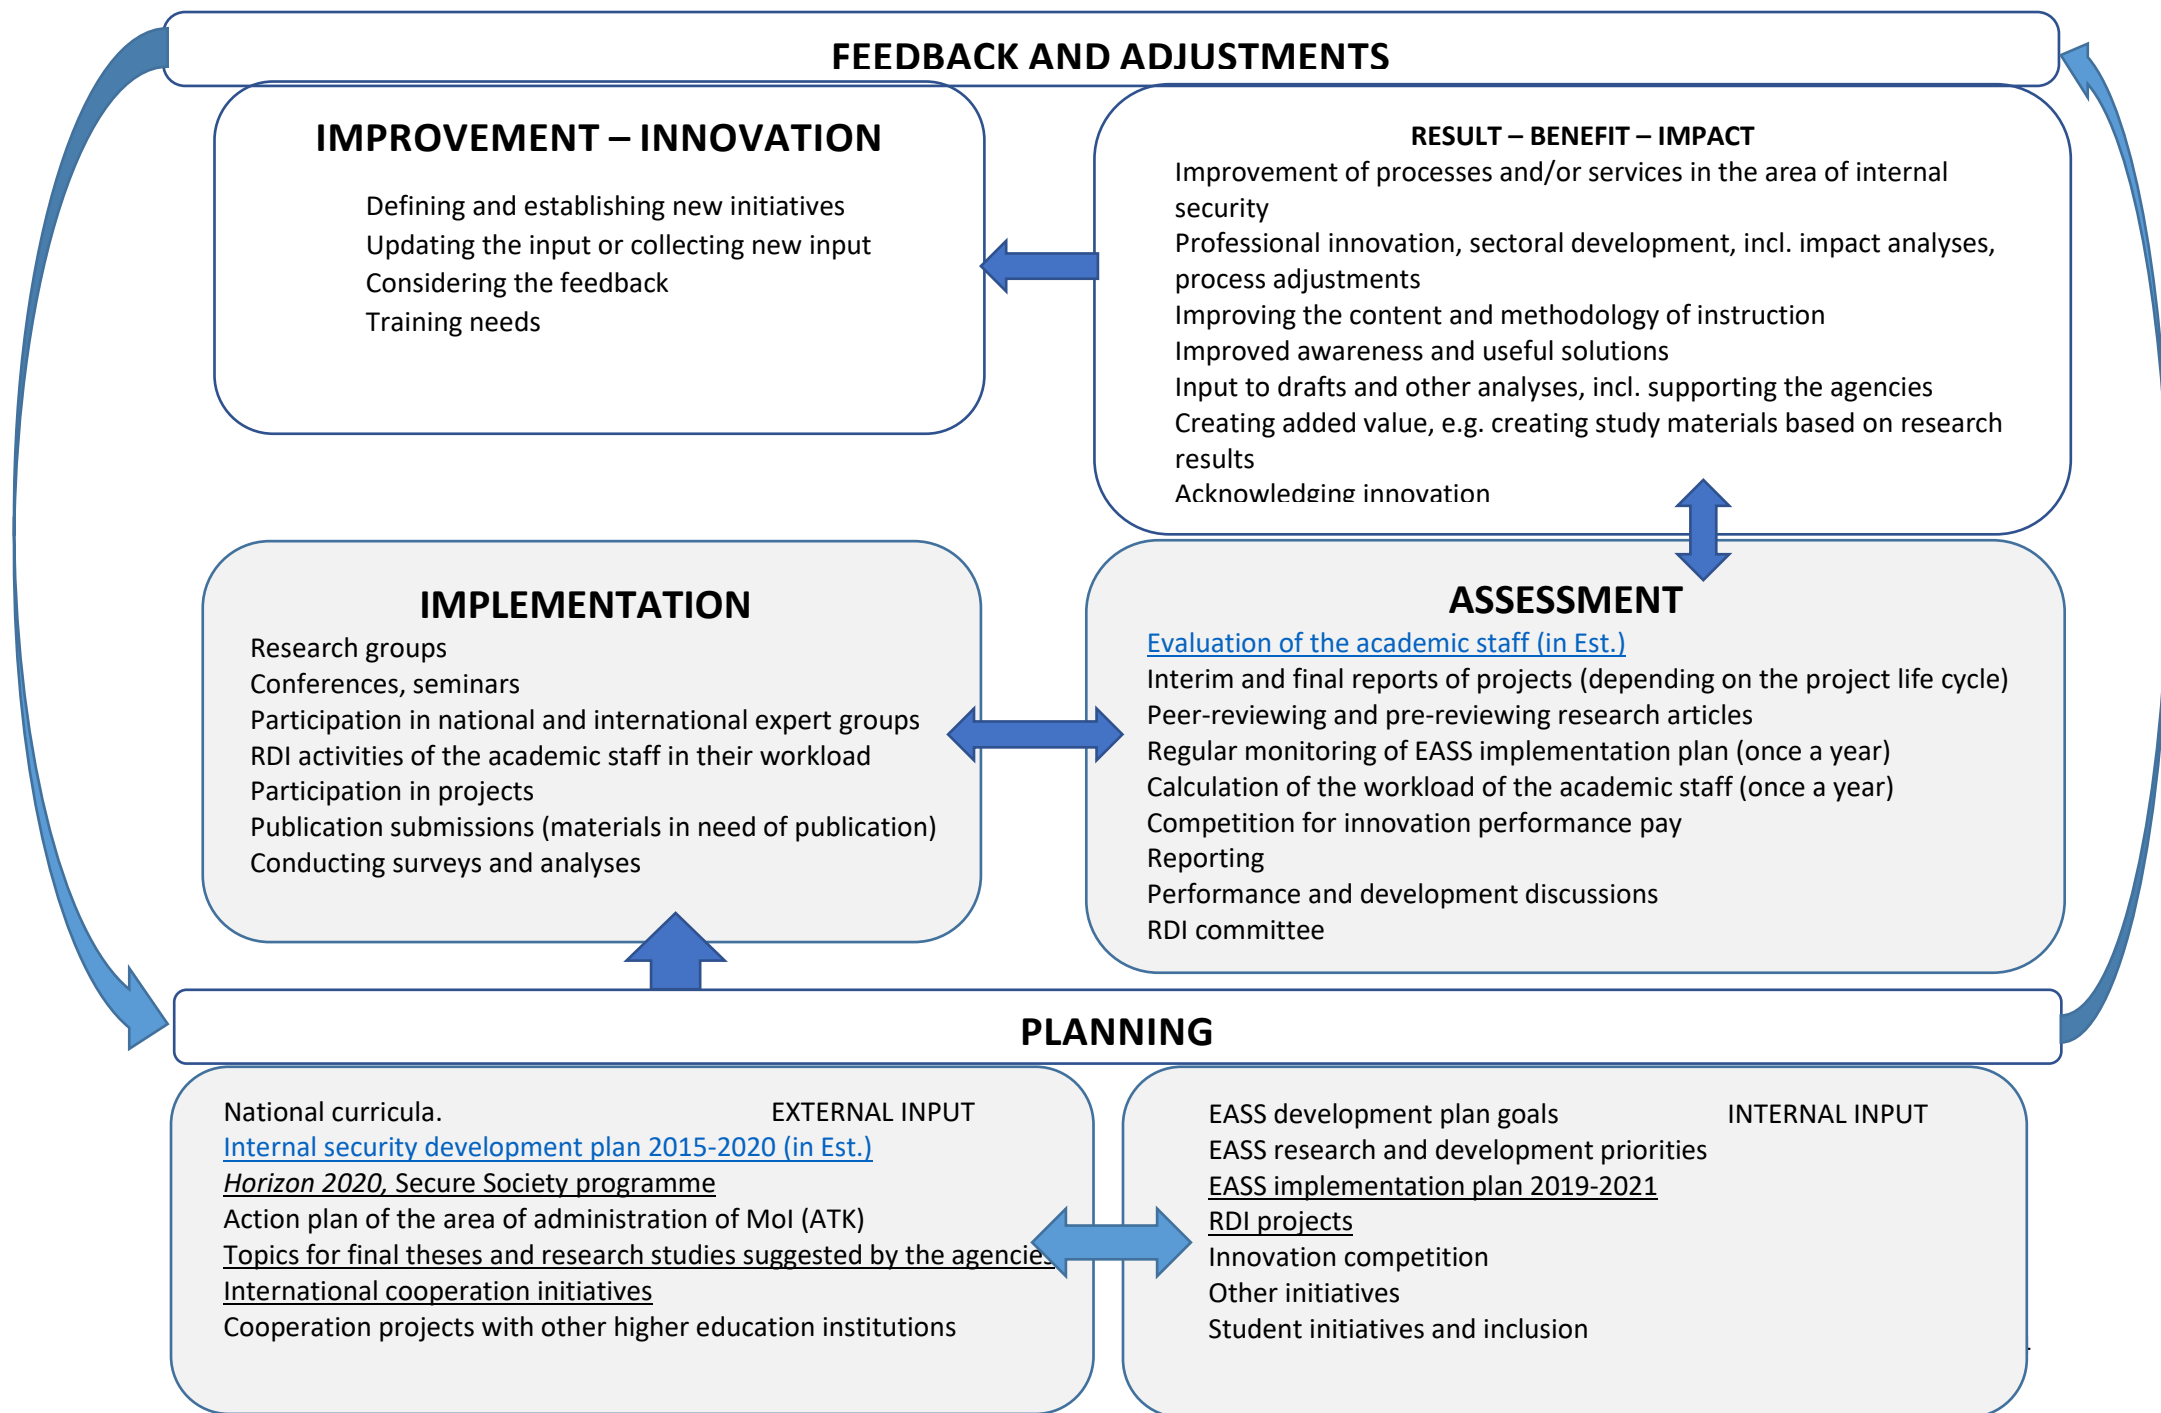 FEEDBACK AND ADJUSTMENTS
IMPROVEMENT – INNOVATION
Defining and establishing new initiatives
Updating the input or collecting new input
Considering the feedback
Training needs
RESULT – BENEFIT – IMPACT
Improvement of processes and/or services in the area of internal
security
Professional innovation, sectoral development, incl. impact analyses,
process adjustments
Improving the content and methodology of instruction
Improved awareness and useful solutions
Input to drafts and other analyses, incl. supporting the agencies
Creating added value, e.g. creating study materials based on research
results
Acknowledging innovation
IMPLEMENTATION
Research groups
Conferences, seminars
Participation in national and international expert groups
RDI activities of the academic staff in their workload
Participation in projects
Publication submissions (materials in need of publication)
Conducting surveys and analyses
ASSESSMENT
Evaluation of the academic staff (in Est.)
Interim and final reports of projects (depending on the project life cycle)
Peer-reviewing and pre-reviewing research articles
Regular monitoring of EASS implementation plan (once a year)
Calculation of the workload of the academic staff (once a year)
Competition for innovation performance pay
Reporting
Performance and development discussions
RDI committee
PLANNING
National curricula. EXTERNAL INPUT
Internal security development plan 2015-2020 (in Est.)
Horizon 2020, Secure Society programme
Action plan of the area of administration of MoI (ATK)
Topics for final theses and research studies suggested by the agencies
International cooperation initiatives
Cooperation projects with other higher education institutions
EASS development plan goals INTERNAL INPUT
EASS research and development priorities
EASS implementation plan 2019-2021
RDI projects
Innovation competition
Other initiatives
Student initiatives and inclusion